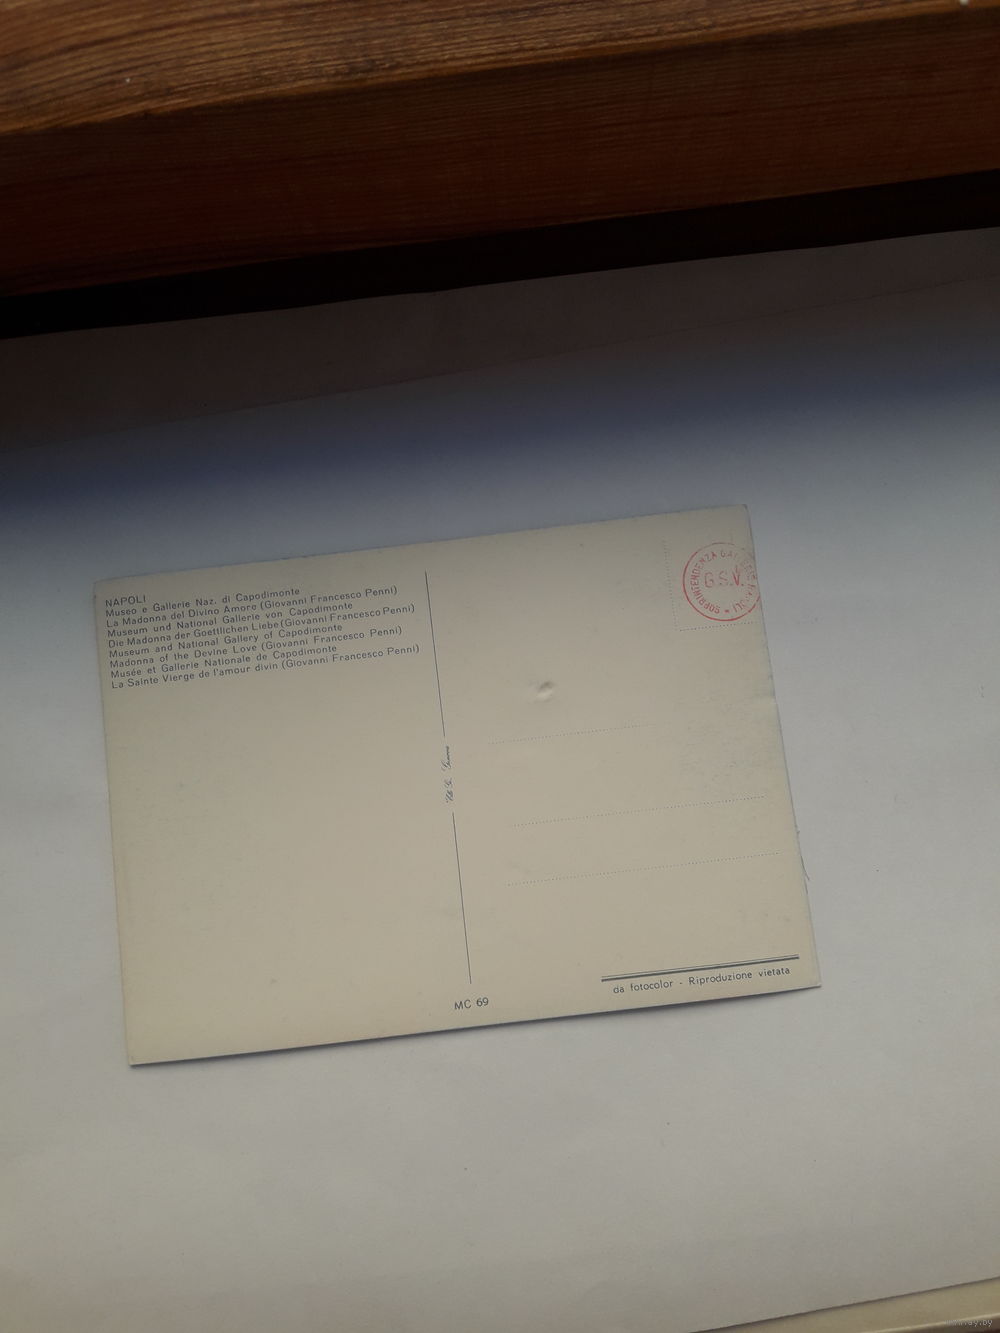 NAPOLI
Museo e Gallerie Naz. di Capodimonte
La Madonna del Divino Amore (Giovanni Francesco Penni)
Museum und National Gallerie von Capodimonte
Die Madonna der Goettlichen Liebe (Giovanni Francesco Penni)
Museum and National Gallery of Capodimonte
Madonna of the Devine Love (Giovanni Francesco Penni)
Musée et Gallerie Nationale de Capodimonte
La Sainte Vierge de l'amour divin (Giovanni Francesco Penni)
SOPRINTENDENZA GALLERIE NAPOLI
G.S.V.
MC 69
da fotocolor - Riproduzione vietata